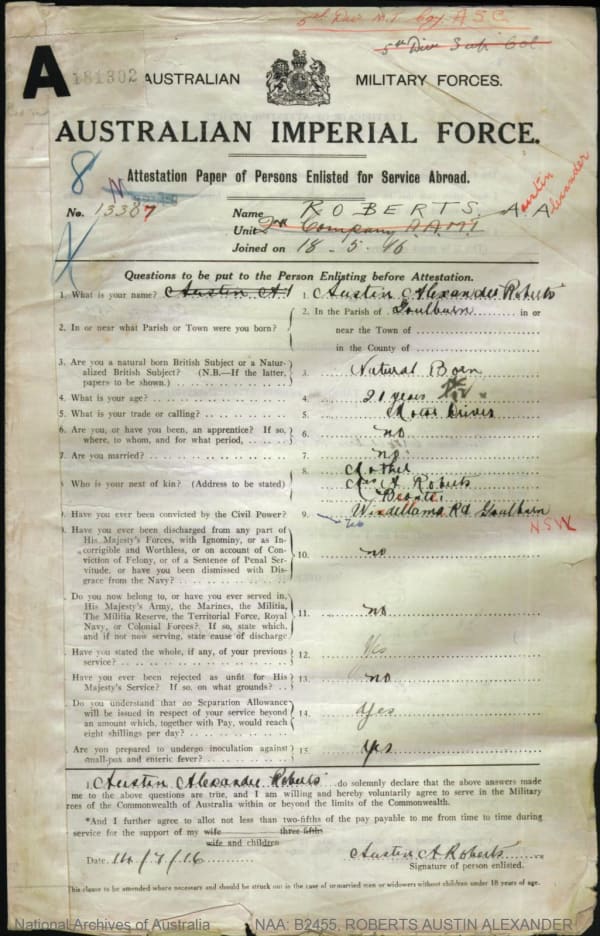 5th Div M.T Coy A.S.C.
5th Div Sup Col
A 181302 AUSTRALIAN MILITARY FORCES.
AUSTRALIAN IMPERIAL FORCE.
Attestation Paper of Persons Enlisted for Service Abroad.
8
No. 13387 Name ROBERTS. A A
Austin Alexander
Unit Company A.A.M.T
Joined on 18.5.16
Questions to be put to the Person Enlisting before Attestation.
1. What is your name? Austin A 1. Austin Alexander Roberts
2. In or near what Parish or Town were you born? 2. In the Parish of Goulburn in or
near the Town of
in the County of
3. Are you a natural born British Subject or a Natu-
ralized British Subject? (N.B.—If the latter,
papers to be shown.) 3. Natural Born
4. What is your age? 4. 21 years
5. What is your trade or calling? 5. Motor Driver
6. Are you, or have you been, an apprentice? If so,
where, to whom, and for what period, 6. no
7. Are you married? 7. no
8. Who is your next of kin? (Address to be stated) 8. Mother
A Roberts
Windellama Rd Goulburn
NSW
9. Have you ever been convicted by the Civil Power? 9. no
10. Have you ever been discharged from any part of
His Majesty's Forces, with Ignominy, or as In-
corrigible and Worthless, or on account of Con-
viction of Felony, or of a Sentence of Penal Ser-
vitude, or have you been dismissed with Dis-
grace from the Navy? 10. no
Do you now belong to, or have you ever served in,
His Majesty's Army, the Marines, the Militia,
The Militia Reserve, the Territorial Force, Royal
Navy, or Colonial Forces? If so, state which,
and if not now serving, state cause of discharge 11. no
Have you stated the whole, if any, of your previous
service? 12. Yes
Have you ever been rejected as unfit for His
Majesty's Service? If so, on what grounds? 13. no
Do you understand that no Separation Allowance
will be issued in respect of your service beyond
an amount which, together with Pay, would reach
eight shillings per day? 14. Yes
Are you prepared to undergo inoculation against
small-pox and enteric fever? 15. Yes
I, Austin Alexander Roberts do solemnly declare that the above answers made
me to the above questions are true, and I am willing and hereby voluntarily agree to serve in the Military
rces of the Commonwealth of Australia within or beyond the limits of the Commonwealth.
*And I further agree to allot not less than two-fifths of the pay payable to me from time to time during
service for the support of my wife three-fifths
wife and children
Date. 16/7/16 Austin A Roberts
Signature of person enlisted.
This clause to be amended where necessary and should be struck out in the case of unmarried men or widowers without children under 18 years of age.
National Archives of Australia NAA: B2455, ROBERTS AUSTIN ALEXANDER